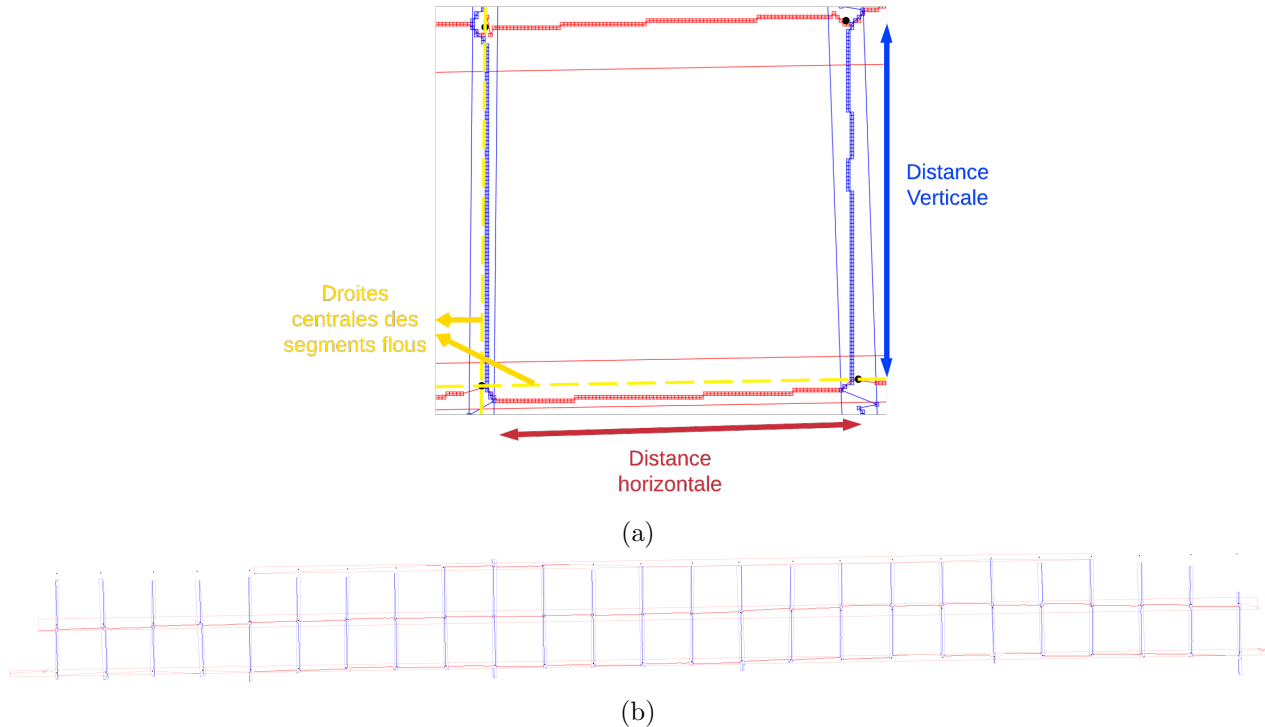 Distance
Verticale
Droites
centrales des
segments flous
Distance
horizontale
(a)
(b)